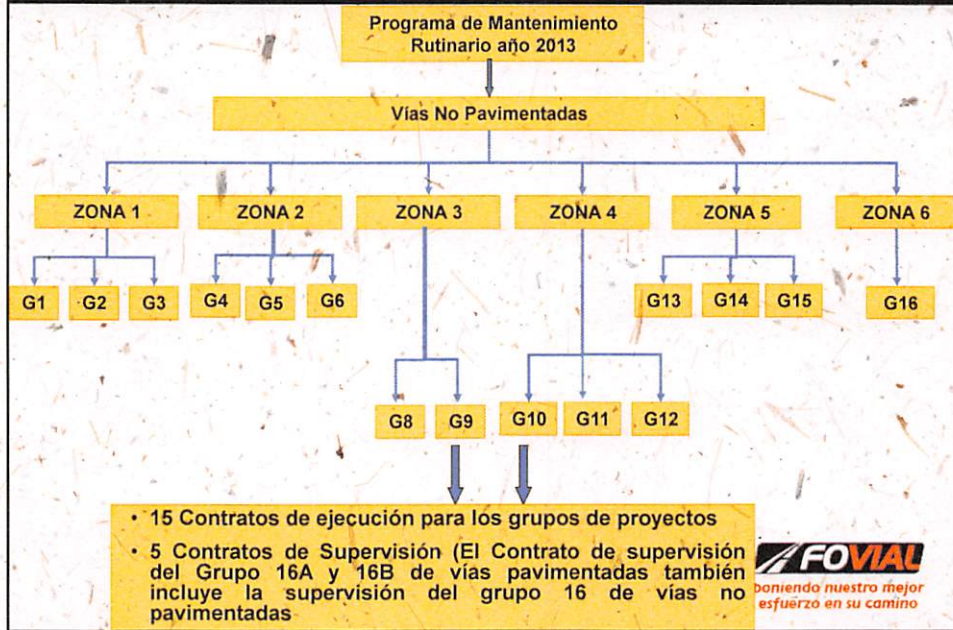 Programa de Mantenimiento
Rutinario año 2013
Vías No Pavimentadas
ZONA 1
ZONA 2
ZONA 3
ZONA 4
ZONA 5
ZONA 6
G1
G2
G3
G4
G5
G6
G13
G14
G15
G16
G8
G9
G10
G11
G12
• 15 Contratos de ejecución para los grupos de proyectos
• 5 Contratos de Supervisión (El Contrato de supervisión
del Grupo 16A y 16B de vías pavimentadas también
incluye la supervisión del grupo 16 de vías no
pavimentadas
FOVIAL
poniendo nuestro mejor
esfuerzo en su camino